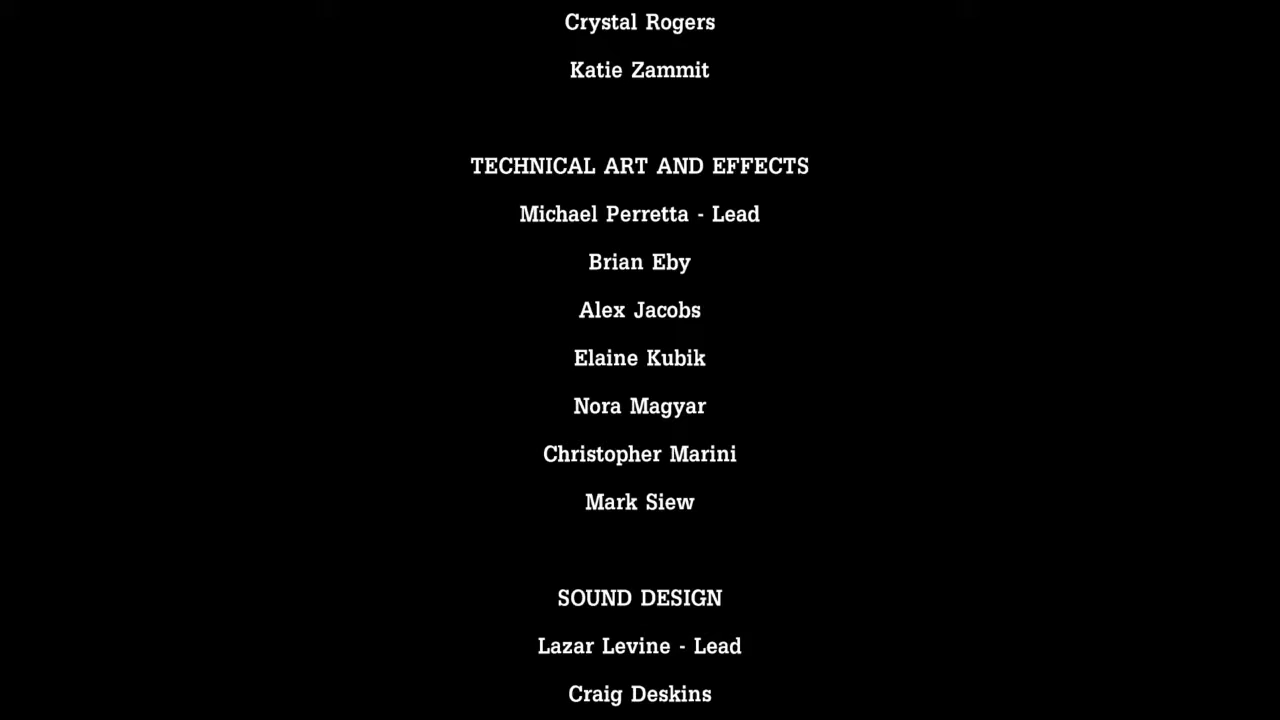 Crystal Rogers
Katie Zammit
TECHNICAL ART AND EFFECTS
Michael Perretta - Lead
Brian Eby
Alex Jacobs
Elaine Kubik
Nora Magyar
Christopher Marini
Mark Siew
SOUND DESIGN
Lazar Levine - Lead
Craig Deskins